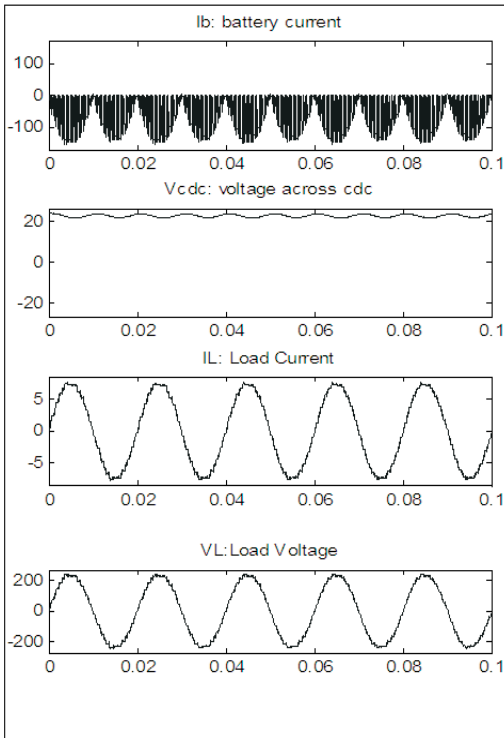 Ib: battery current
100
0
-100
0 0.02 0.04 0.06 0.08 0.1
Vcdc: voltage across cdc
20
0
-20
0 0.02 0.04 0.06 0.08 0.1
IL: Load Current
5
0
-5
0 0.02 0.04 0.06 0.08 0.1
VL:Load Voltage
200
0
-200
0 0.02 0.04 0.06 0.08 0.1